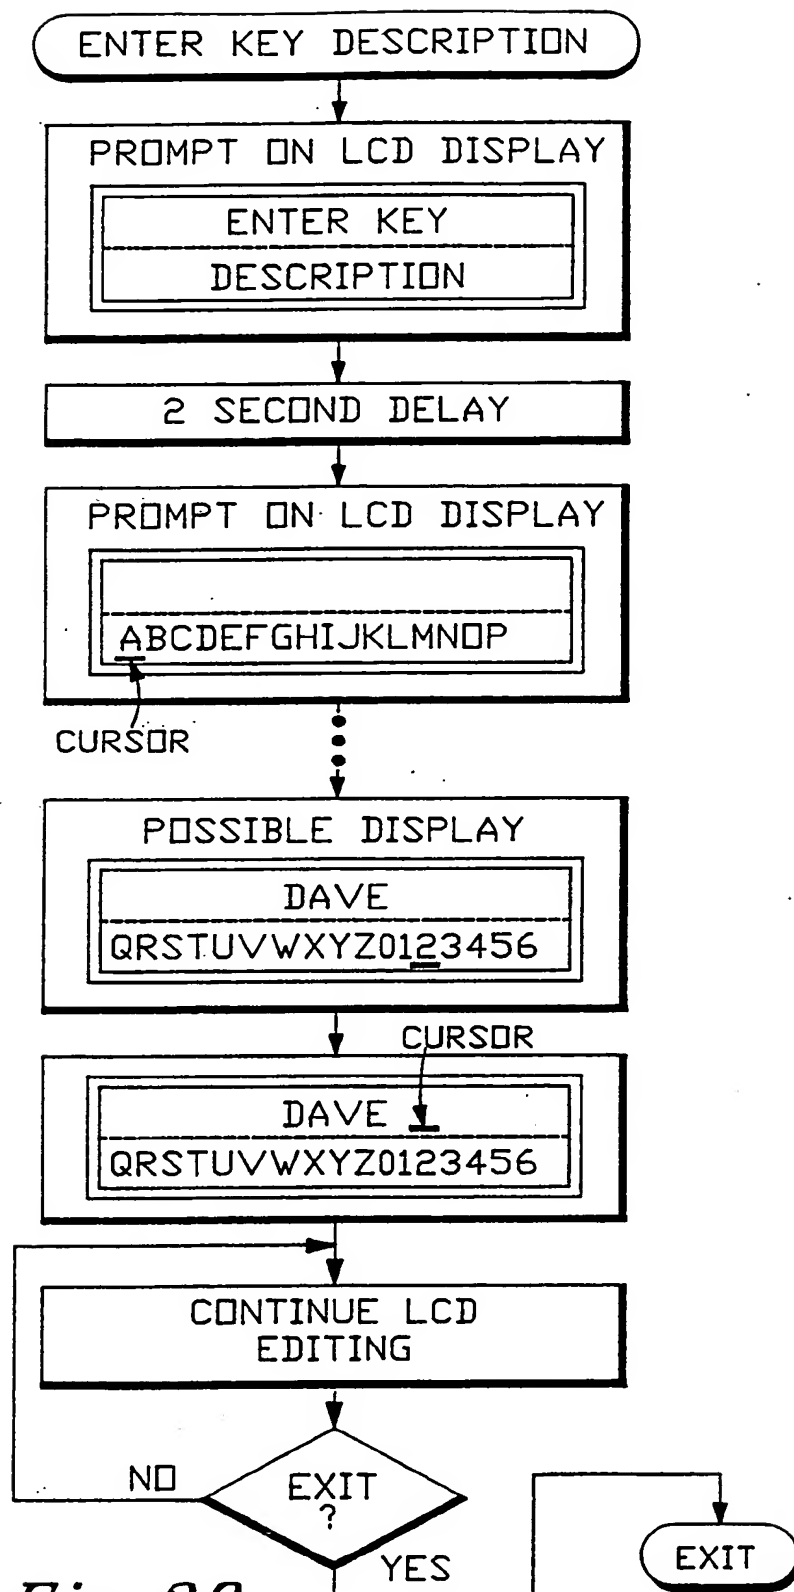 ENTER KEY DESCRIPTION
PROMPT ON LCD DISPLAY
ENTER KEY
DESCRIPTION
2 SECOND DELAY
PROMPT ON LCD DISPLAY
ABCDEFGHIJKLMNOP
CURSOR
POSSIBLE DISPLAY
DAVE
QRSTUVWXYZ0123456
CURSOR
DAVE
QRSTUVWXYZ0123456
CONTINUE LCD
EDITING
NO
EXIT
?
EXIT
YES